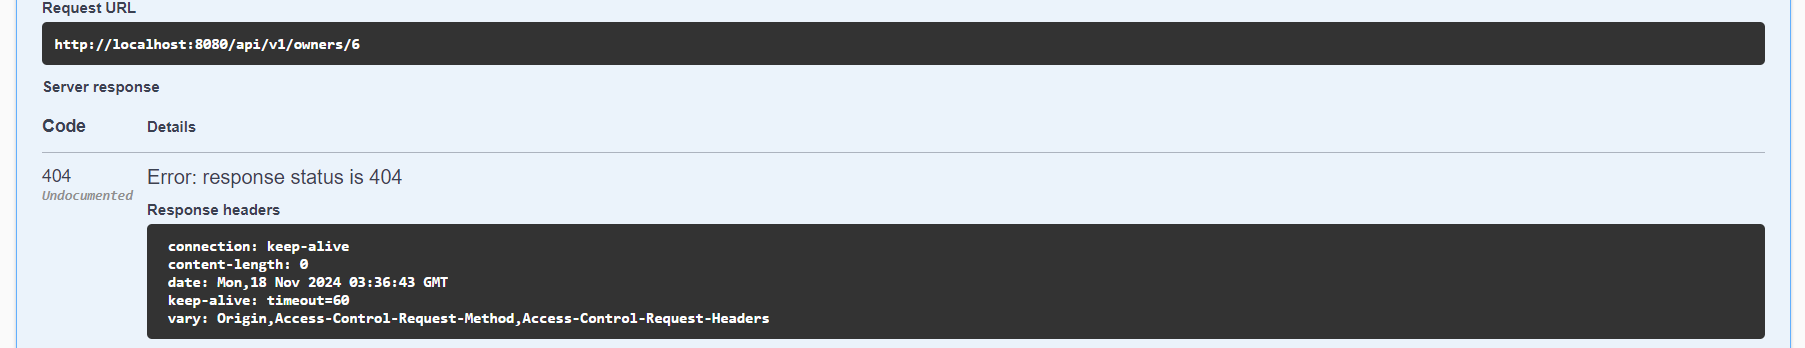 Request URL
http://localhost:8080/api/v1/owners/6
Server response
Code Details
404 Error: response status is 404
Undocumented
Response headers
connection: keep-alive
content-length: 0
date: Mon,18 Nov 2024 03:36:43 GMT
keep-alive: timeout=60
vary: Origin,Access-Control-Request-Method,Access-Control-Request-Headers